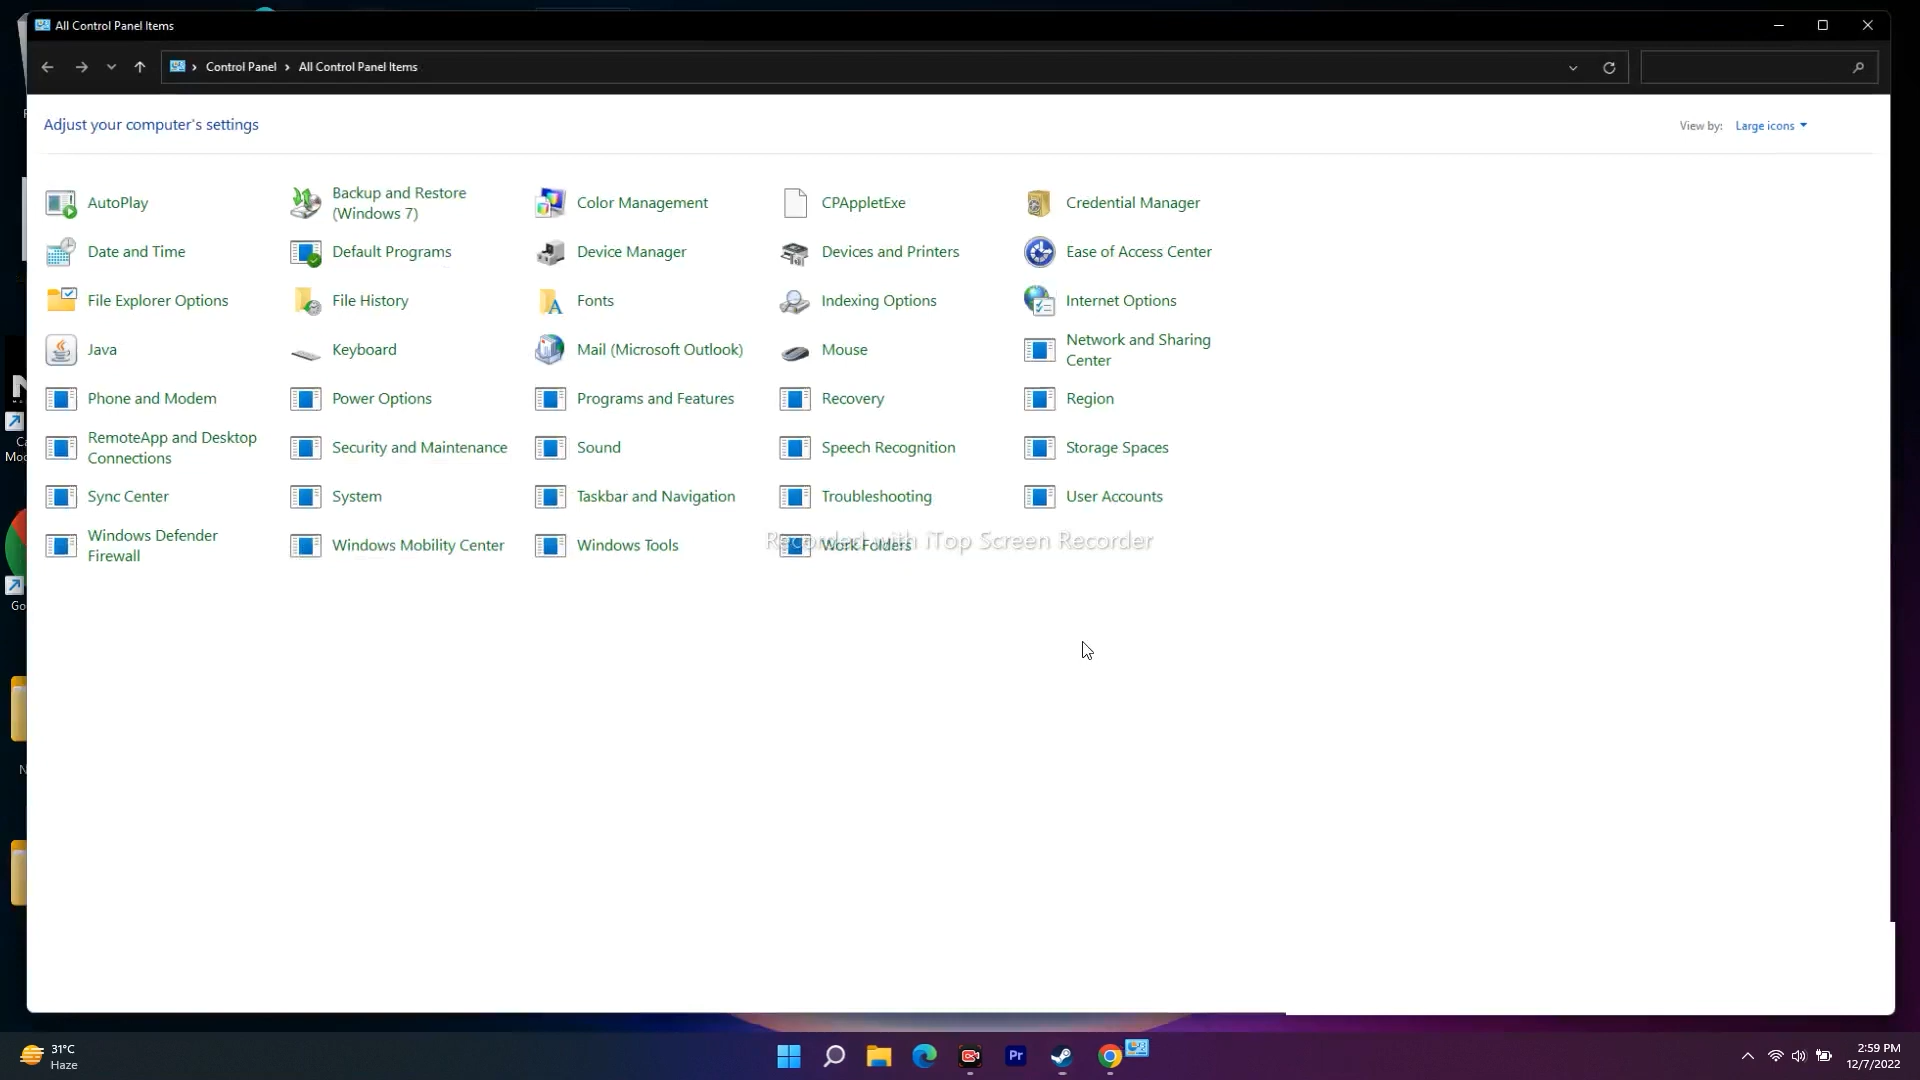 All Control Panel Items
Control Panel › All Control Panel Items
Adjust your computer's settings
View by: Large icons
AutoPlay
Backup and Restore
(Windows 7)
Color Management
CPAppletExe
Credential Manager
Date and Time
Default Programs
Device Manager
Devices and Printers
Ease of Access Center
File Explorer Options
File History
Fonts
Indexing Options
Internet Options
Java
Keyboard
Mail (Microsoft Outlook)
Mouse
Network and Sharing
Center
Phone and Modem
Power Options
Programs and Features
Recovery
Region
RemoteApp and Desktop
Connections
Security and Maintenance
Sound
Speech Recognition
Storage Spaces
Sync Center
System
Taskbar and Navigation
Troubleshooting
User Accounts
Windows Defender
Firewall
Windows Mobility Center
Windows Tools
Work Folders
Recorded with iTop Screen Recorder
Ca
Moc
Go
N
31°C
Haze
Pr
2:59 PM
12/7/2022